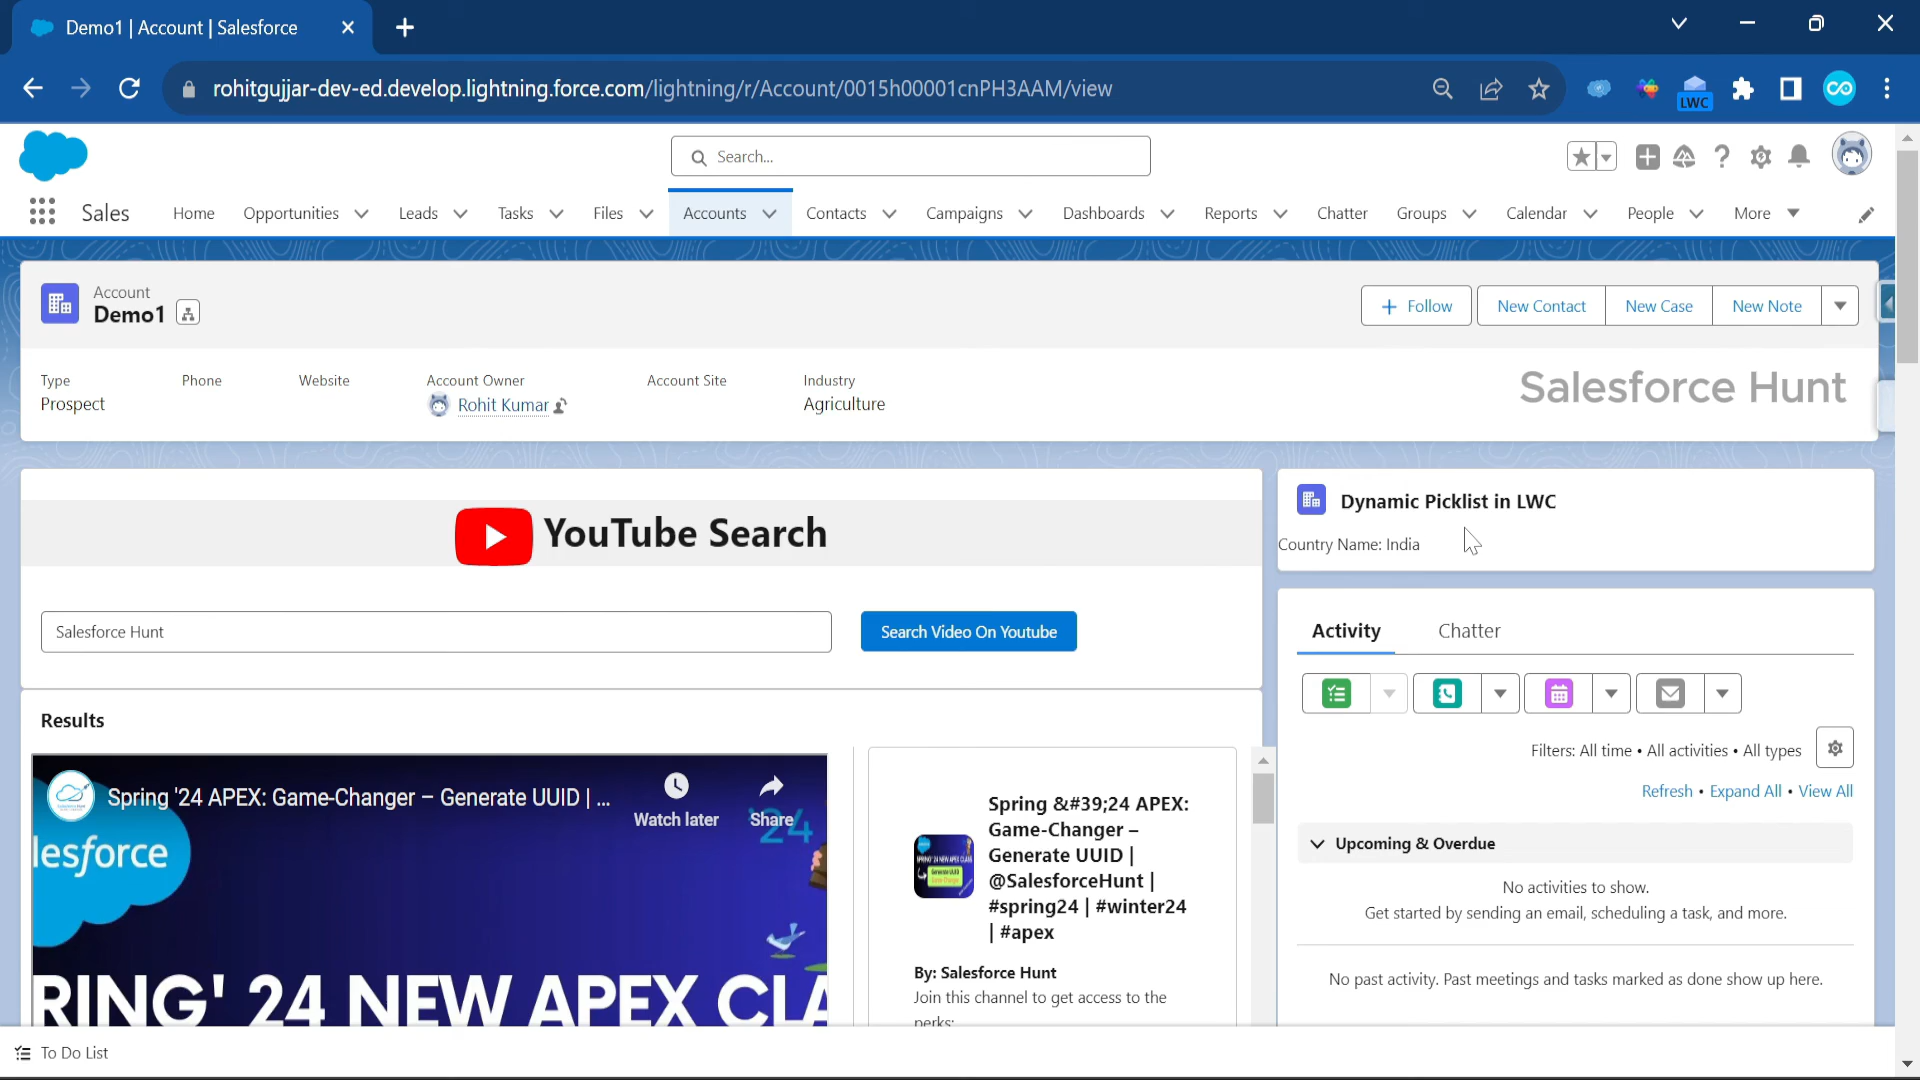 Demo1 | Account | Salesforce
rohitgujjar-dev-ed.develop.lightning.force.com/lightning/r/Account/0015h00001cnPH3AAM/view
LWC
Search...
Sales
Home
Opportunities
Leads
Tasks
Files
Accounts
Contacts
Campaigns
Dashboards
Reports
Chatter
Groups
Calendar
People
More
Account
Demo1
Follow
New Contact
New Case
New Note
Type
Prospect
Phone
Website
Account Owner
Rohit Kumar
Account Site
Industry
Agriculture
Salesforce Hunt
YouTube Search
Salesforce Hunt
Search Video On Youtube
Results
Spring '24 APEX: Game-Changer – Generate UUID | ...
Watch later
Share
'24
lesforce
RING' 24 NEW APEX CLA
Spring &#39;24 APEX:
Game-Changer –
Generate UUID |
@SalesforceHunt |
#spring24 | #winter24
| #apex
By: Salesforce Hunt
Join this channel to get access to the
perks:
Dynamic Picklist in LWC
Country Name: India
Activity
Chatter
Filters: All time • All activities • All types
Refresh • Expand All • View All
Upcoming & Overdue
No activities to show.
Get started by sending an email, scheduling a task, and more.
No past activity. Past meetings and tasks marked as done show up here.
To Do List